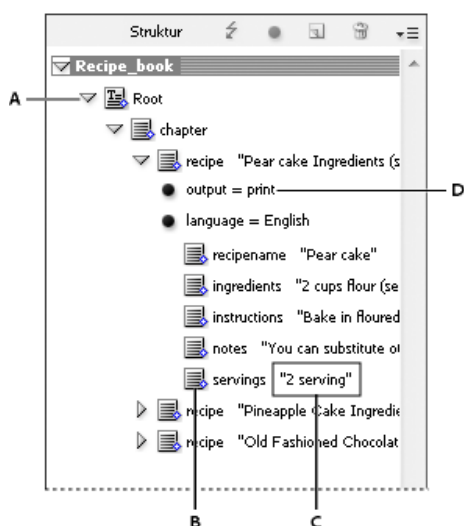 Struktur
Recipe_book
A
Root
chapter
recipe "Pear cake Ingredients (s
output = print
D
language = English
recipename "Pear cake"
ingredients "2 cups flour (se
instructions "Bake in floured
notes "You can substitute ot
servings "2 serving"
recipe "Pineapple Cake Ingredie
recipe "Old Fashioned Chocolat
B
C